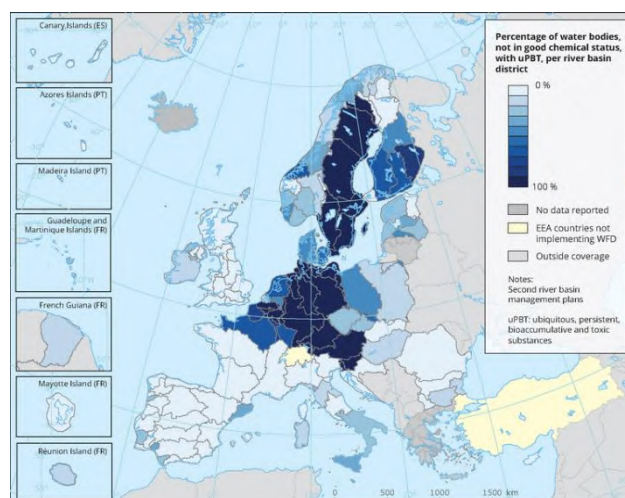 Canary Islands (ES)
Azores Islands (PT)
Madeira Island (PT)
Guadeloupe and
Martinique Islands (FR)
French Guiana (FR)
Mayotte Island (FR)
Réunion Island (FR)
Percentage of water bodies,
not in good chemical status,
with uPBT, per river basin
district
0 %
100 %
No data reported
EEA countries not
implementing WFD
Outside coverage
Notes:
Second river basin
management plans
uPBT: ubiquitous, persistent,
bioaccumulative and toxic
substances
0 500 1000 1500 km